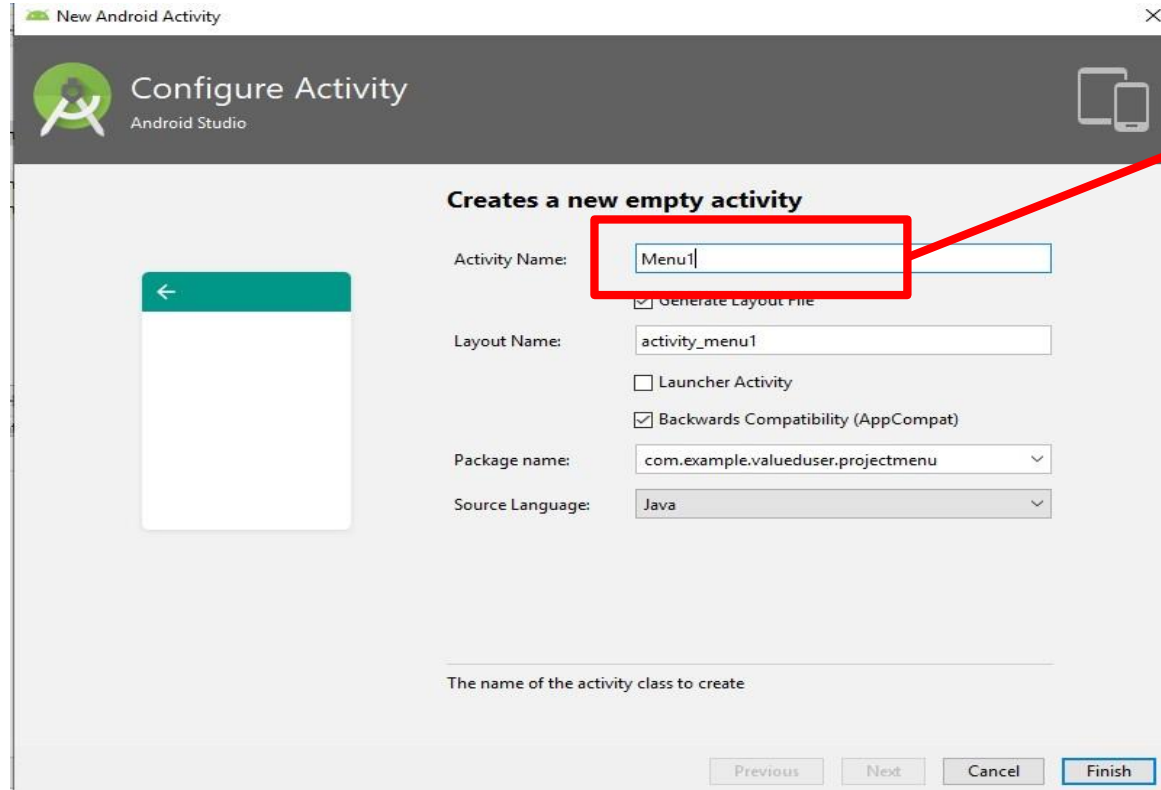 New Android Activity
Configure Activity
Android Studio
Creates a new empty activity
Activity Name: Menu1
Generate Layout File
Layout Name: activity_menu1
Launcher Activity
Backwards Compatibility (AppCompat)
Package name: com.example.valueduser.projectmenu
Source Language: Java
The name of the activity class to create
Previous Next Cancel Finish